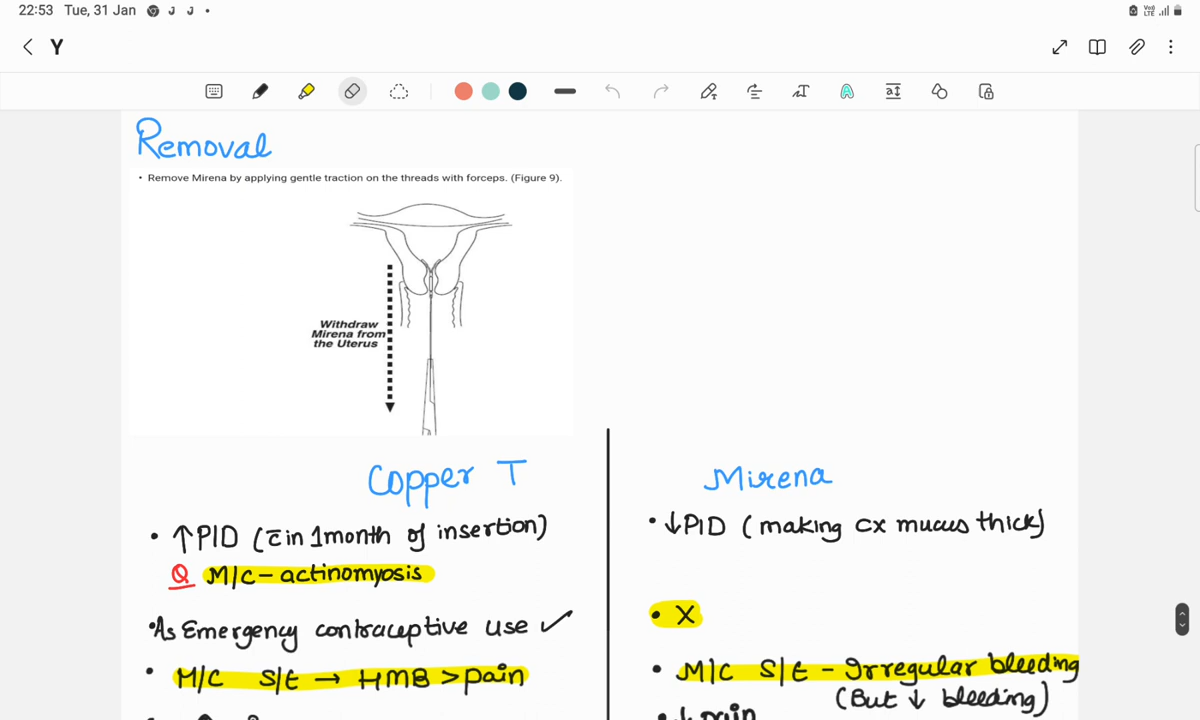 22:53 Tue, 31 Jan
Y
Removal
• Remove Mirena by applying gentle traction on the threads with forceps. (Figure 9).
Withdraw
Mirena from
the Uterus
Copper T
• ↑PID (c̄in 1month of insertion)
Q M/C - actinomyosis
• As Emergency contraceptive use ✓
• M/C S/E → HMB > pain
Mirena
• ↓PID (making cx mucus thick)
• X
• M/C S/E - Irregular bleeding
(But ↓ bleeding)